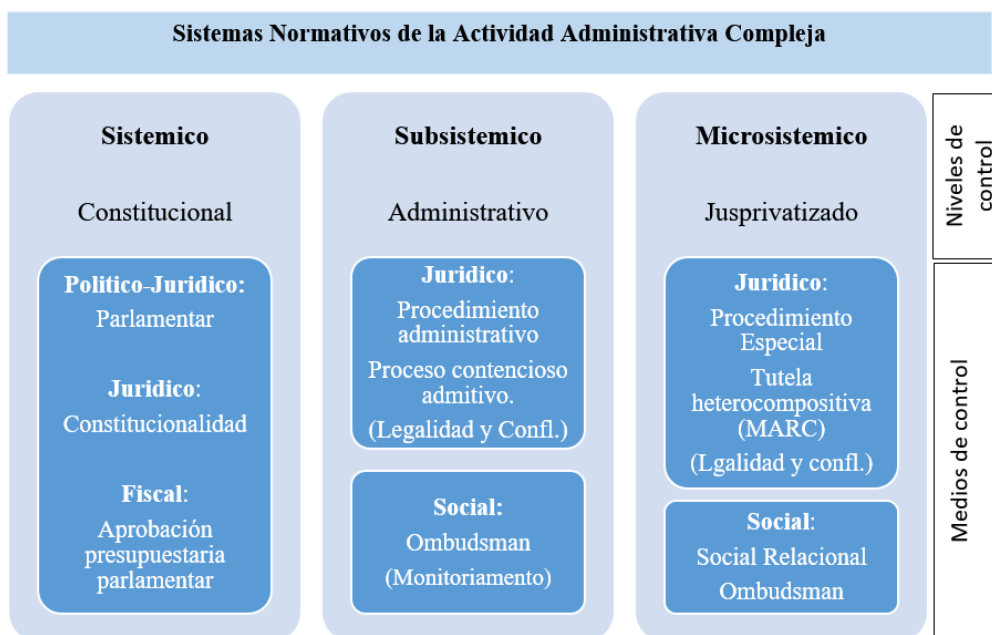 Sistemas Normativos de la Actividad Administrativa Compleja
Sistemico
Constitucional
Politico-Juridico:
Parlamentar
Juridico:
Constitucionalidad
Fiscal:
Aprobación
presupuestaria
parlamentar
Subsistemico
Administrativo
Juridico:
Procedimiento
administrativo
Proceso contencioso
admitivo.
(Legalidad y Confl.)
Social:
Ombudsman
(Monitoriamento)
Microsistemico
Jusprivatizado
Juridico:
Procedimiento
Especial
Tutela
heterocompositiva
(MARC)
(Lgalidad y confl.)
Social:
Social Relacional
Ombudsman
Niveles de
control
Medios de control